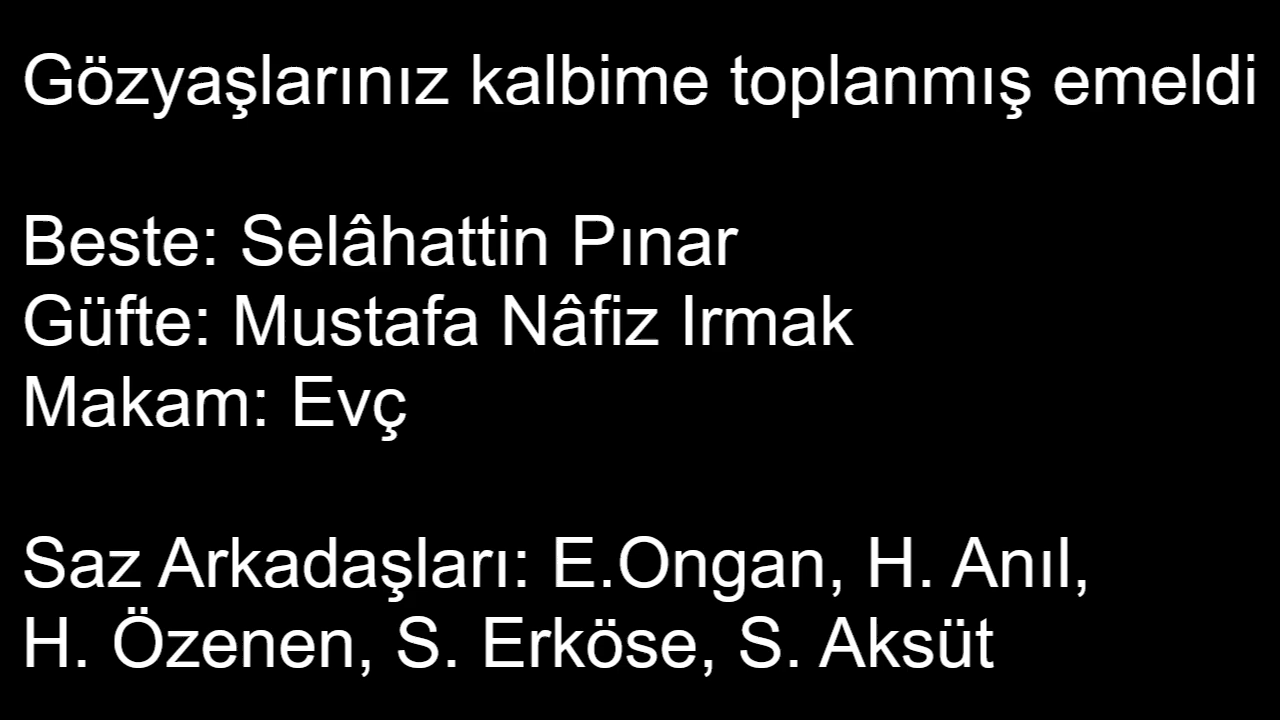 Gözyaşlarınız kalbime toplanmış emeldi
Beste: Selâhattin Pınar
Güfte: Mustafa Nâfiz Irmak
Makam: Evç
Saz Arkadaşları: E.Ongan, H. Anıl,
H. Özenen, S. Erköse, S. Aksüt